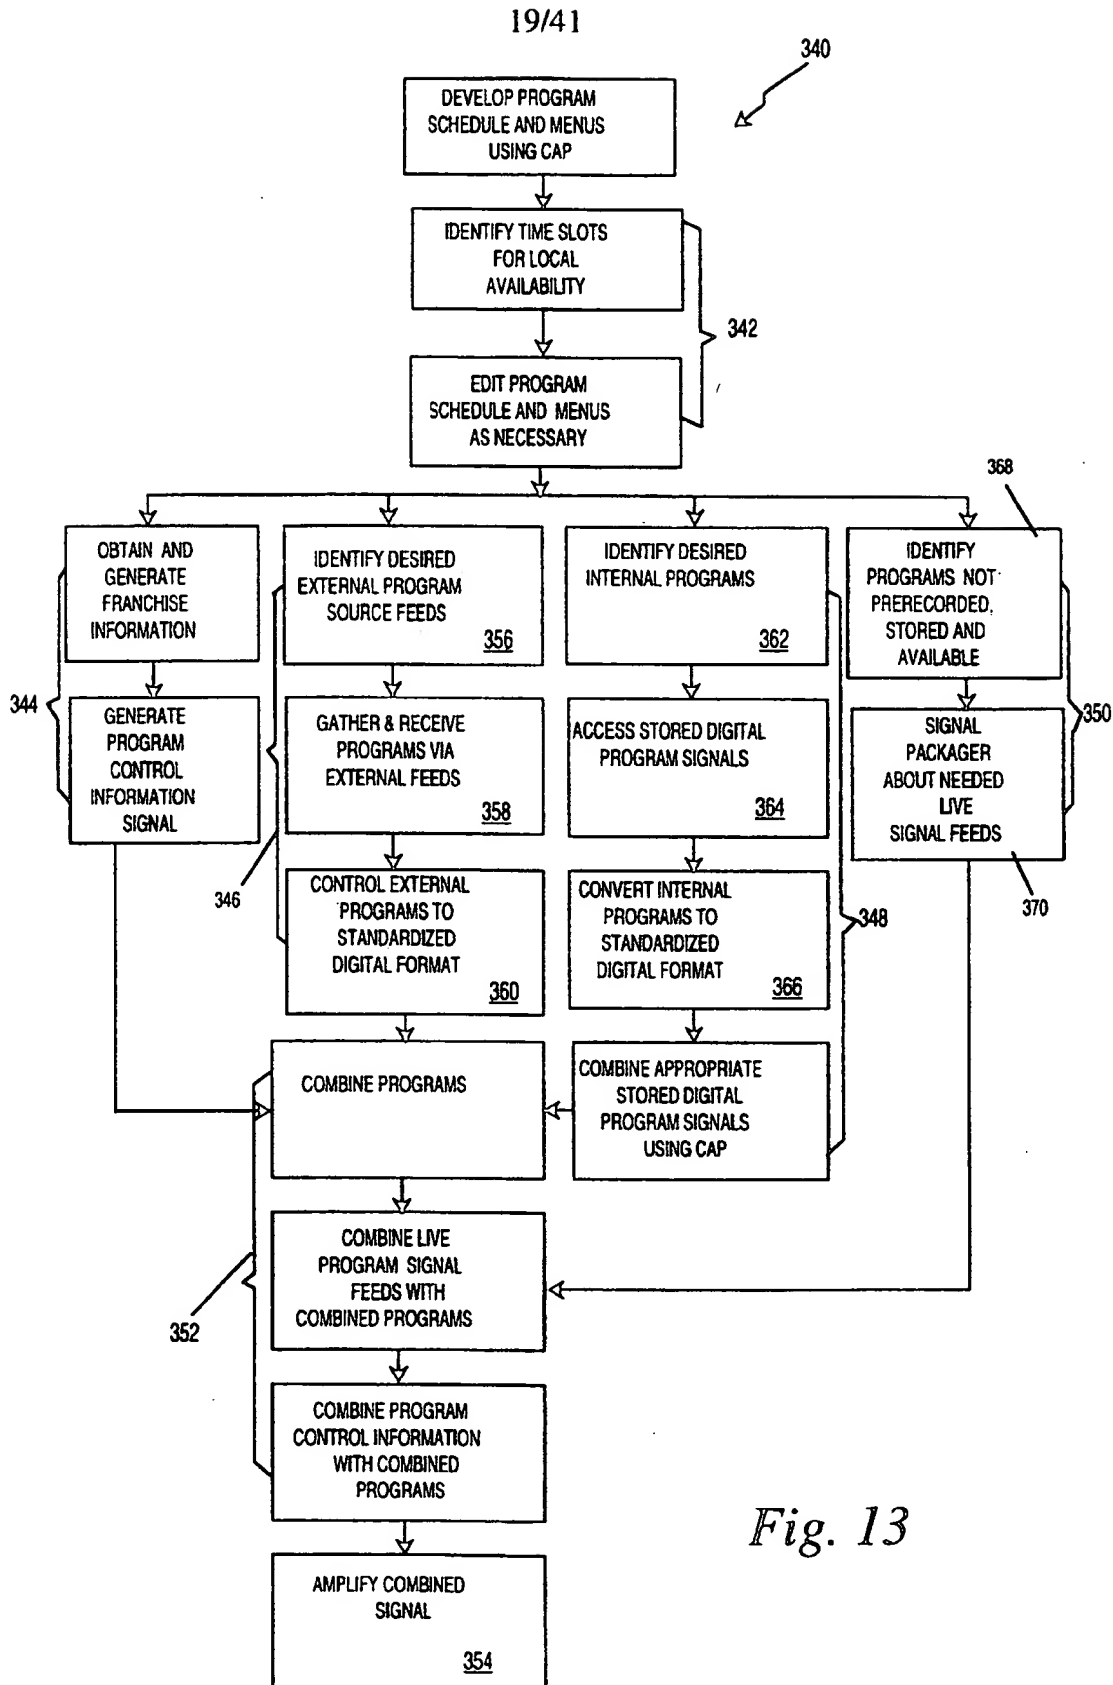 19/41
340
DEVELOP PROGRAM
SCHEDULE AND MENUS
USING CAP
IDENTIFY TIME SLOTS
FOR LOCAL
AVAILABILITY
342
EDIT PROGRAM
SCHEDULE AND MENUS
AS NECESSARY
368
OBTAIN AND
GENERATE
FRANCHISE
INFORMATION
IDENTIFY DESIRED
EXTERNAL PROGRAM
SOURCE FEEDS
356
IDENTIFY DESIRED
INTERNAL PROGRAMS
362
IDENTIFY
PROGRAMS NOT
PRERECORDED,
STORED AND
AVAILABLE
344
350
GENERATE
PROGRAM
CONTROL
INFORMATION
SIGNAL
GATHER & RECEIVE
PROGRAMS VIA
EXTERNAL FEEDS
358
ACCESS STORED DIGITAL
PROGRAM SIGNALS
364
SIGNAL
PACKAGER
ABOUT NEEDED
LIVE
SIGNAL FEEDS
346
370
CONTROL EXTERNAL
PROGRAMS TO
STANDARDIZED
DIGITAL FORMAT
360
CONVERT INTERNAL
PROGRAMS TO
STANDARDIZED
DIGITAL FORMAT
366
348
COMBINE PROGRAMS
COMBINE APPROPRIATE
STORED DIGITAL
PROGRAM SIGNALS
USING CAP
COMBINE LIVE
PROGRAM SIGNAL
FEEDS WITH
COMBINED PROGRAMS
352
COMBINE PROGRAM
CONTROL INFORMATION
WITH COMBINED
PROGRAMS
Fig. 13
AMPLIFY COMBINED
SIGNAL
354